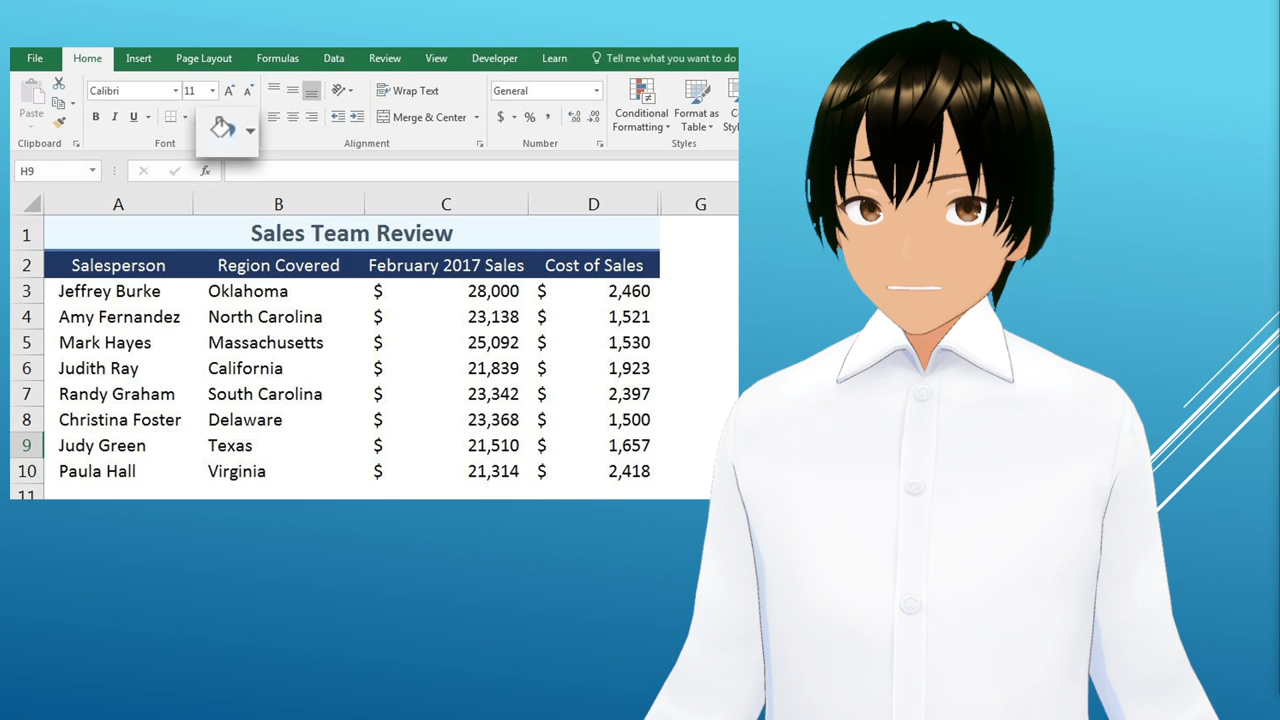 File Home Insert Page Layout Formulas Data Review View Developer Learn Tell me what you want to do
Calibri 11 A A Wrap Text General
Paste B I U Merge & Center $ % , Conditional Formatting Format as Table
Clipboard Font Alignment Number Styles
H9 fx
A B C D G
1 Sales Team Review
2 Salesperson Region Covered February 2017 Sales Cost of Sales
3 Jeffrey Burke Oklahoma $ 28,000 $ 2,460
4 Amy Fernandez North Carolina $ 23,138 $ 1,521
5 Mark Hayes Massachusetts $ 25,092 $ 1,530
6 Judith Ray California $ 21,839 $ 1,923
7 Randy Graham South Carolina $ 23,342 $ 2,397
8 Christina Foster Delaware $ 23,368 $ 1,500
9 Judy Green Texas $ 21,510 $ 1,657
10 Paula Hall Virginia $ 21,314 $ 2,418
11